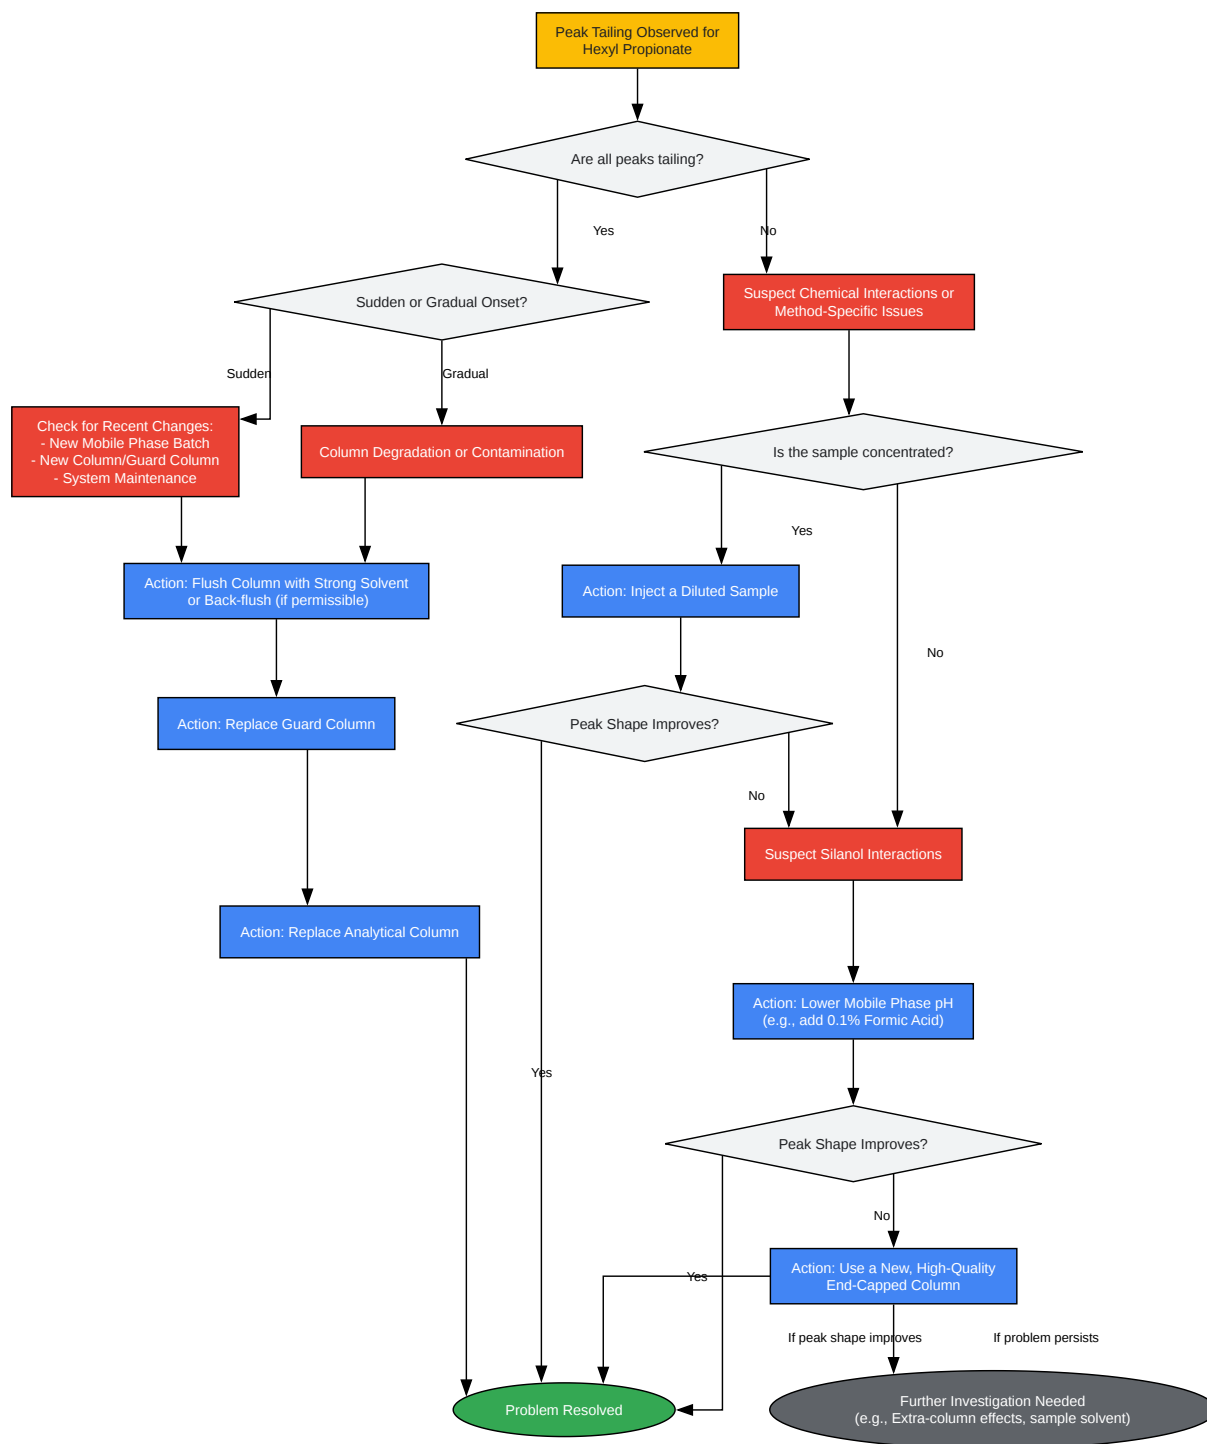 Peak Tailing Observed for
Hexyl Propionate
Are all peaks tailing?
Yes
No
Sudden or Gradual Onset?
Suspect Chemical Interactions or
Method-Specific Issues
Sudden
Gradual
Check for Recent Changes:
- New Mobile Phase Batch
- New Column/Guard Column
- System Maintenance
Column Degradation or Contamination
Is the sample concentrated?
Yes
Action: Flush Column with Strong Solvent
or Back-flush (if permissible)
Action: Inject a Diluted Sample
No
Action: Replace Guard Column
Peak Shape Improves?
No
Suspect Silanol Interactions
Action: Replace Analytical Column
Action: Lower Mobile Phase pH
(e.g., add 0.1% Formic Acid)
Yes
Peak Shape Improves?
No
Action: Use a New, High-Quality
End-Capped Column
Yes
If peak shape improves
If problem persists
Problem Resolved
Further Investigation Needed
(e.g., Extra-column effects, sample solvent)